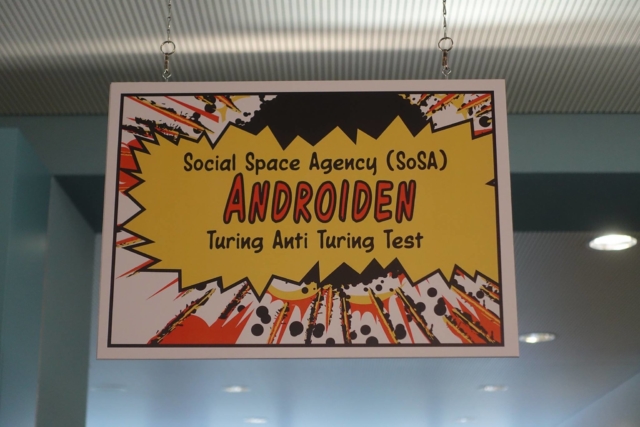 Social Space Agency (SoSA)
ANDROIDEN
Turing Anti Turing Test